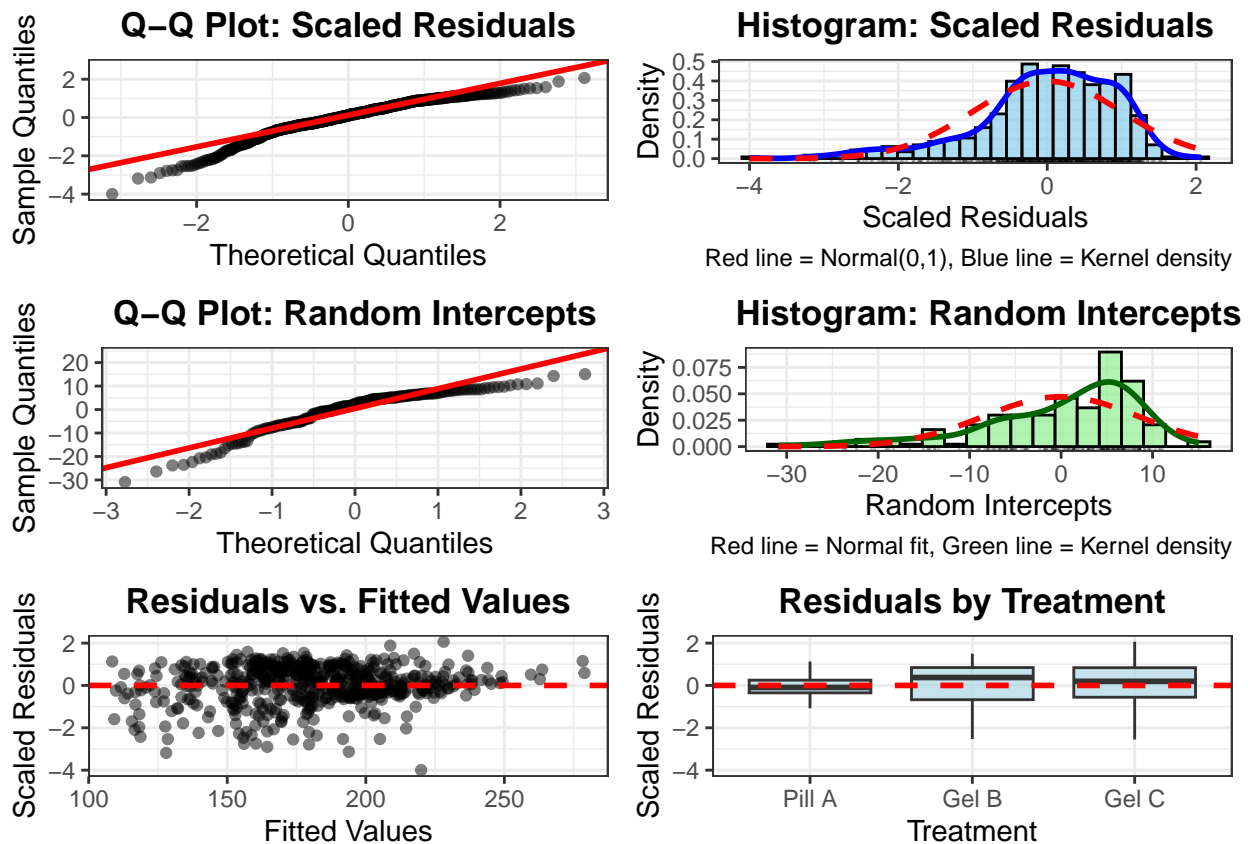 Q−Q Plot: Scaled Residuals
Sample Quantiles
2
0
−2
−4
−2
0
2
Theoretical Quantiles
Histogram: Scaled Residuals
Density
0.5
0.4
0.3
0.2
0.1
0.0
−4
−2
0
2
Scaled Residuals
Red line = Normal(0,1), Blue line = Kernel density
Q−Q Plot: Random Intercepts
Sample Quantiles
20
10
0
−10
−20
−30
−3
−2
−1
0
1
2
3
Theoretical Quantiles
Histogram: Random Intercepts
Density
0.075
0.050
0.025
0.000
−30
−20
−10
0
10
Random Intercepts
Red line = Normal fit, Green line = Kernel density
Residuals vs. Fitted Values
Scaled Residuals
2
0
−2
−4
100
150
200
250
Fitted Values
Residuals by Treatment
Scaled Residuals
2
0
−2
−4
Pill A
Gel B
Gel C
Treatment